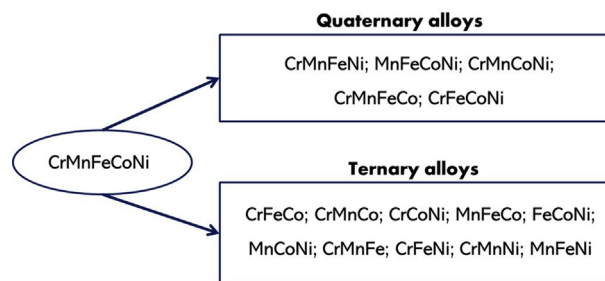 Quaternary alloys
CrMnFeNi; MnFeCoNi; CrMnCoNi;
CrMnFeCo; CrFeCoNi
CrMnFeCoNi
Ternary alloys
CrFeCo; CrMnCo; CrCoNi; MnFeCo; FeCoNi;
MnCoNi; CrMnFe; CrFeNi; CrMnNi; MnFeNi